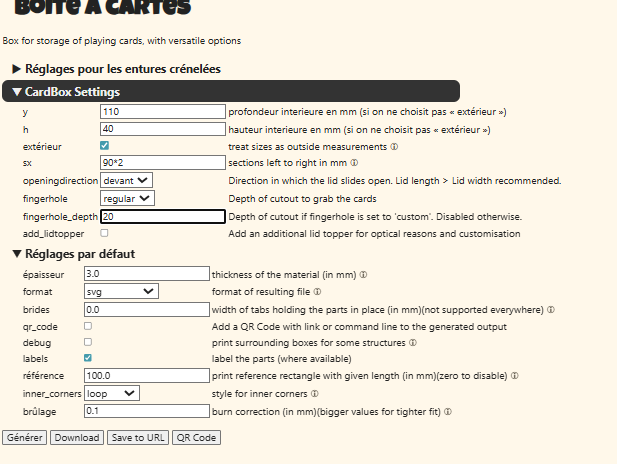 BOÎTE À CARTES
Box for storage of playing cards, with versatile options
▶ Réglages pour les entures crénelées
▼ CardBox Settings
y 110 profondeur interieure en mm (si on ne choisit pas « extérieur »)
h 40 hauteur interieure en mm (si on ne choisit pas « extérieur »)
extérieur treat sizes as outside measurements ⓘ
sx 90*2 sections left to right in mm ⓘ
openingdirection devant Direction in which the lid slides open. Lid length > Lid width recommended.
fingerhole regular Depth of cutout to grab the cards
fingerhole_depth 20 Depth of cutout if fingerhole is set to 'custom'. Disabled otherwise.
add_lidtopper Add an additional lid topper for optical reasons and customisation
▼ Réglages par défaut
épaisseur 3.0 thickness of the material (in mm) ⓘ
format svg format of resulting file ⓘ
brides 0.0 width of tabs holding the parts in place (in mm)(not supported everywhere) ⓘ
qr_code Add a QR Code with link or command line to the generated output
debug print surrounding boxes for some structures ⓘ
labels label the parts (where available)
référence 100.0 print reference rectangle with given length (in mm)(zero to disable) ⓘ
inner_corners loop style for inner corners ⓘ
brûlage 0.1 burn correction (in mm)(bigger values for tighter fit) ⓘ
Générer Download Save to URL QR Code